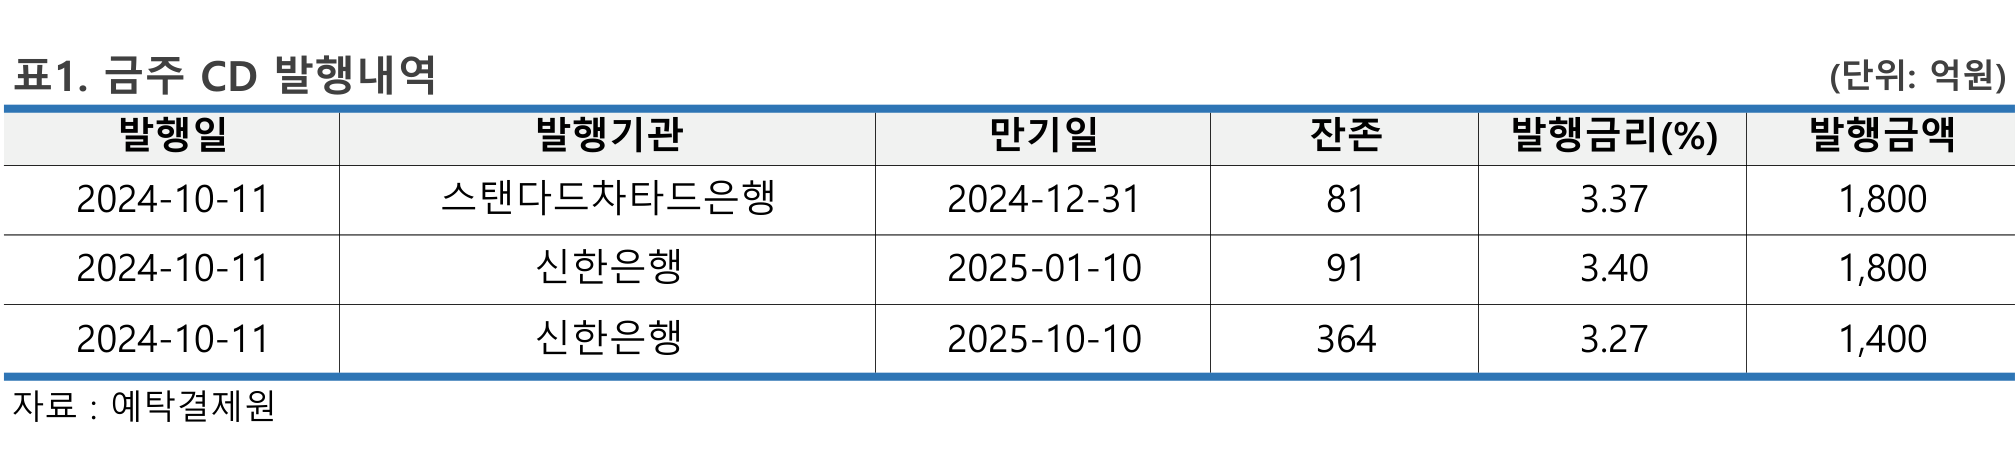 표1. 금주 CD 발행내역 (단위: 억원)
발행일 발행기관 만기일 잔존 발행금리(%) 발행금액
2024-10-11 스탠다드차타드은행 2024-12-31 81 3.37 1,800
2024-10-11 신한은행 2025-01-10 91 3.40 1,800
2024-10-11 신한은행 2025-10-10 364 3.27 1,400
자료 : 예탁결제원